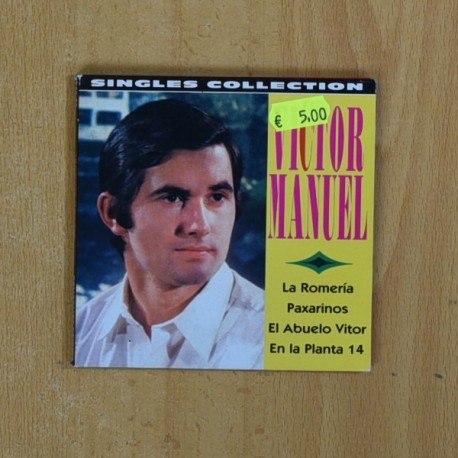 SINGLES COLLECTION
€ 5,00
VICTOR
MANUEL
La Romería
Paxarinos
El Abuelo Vitor
En la Planta 14